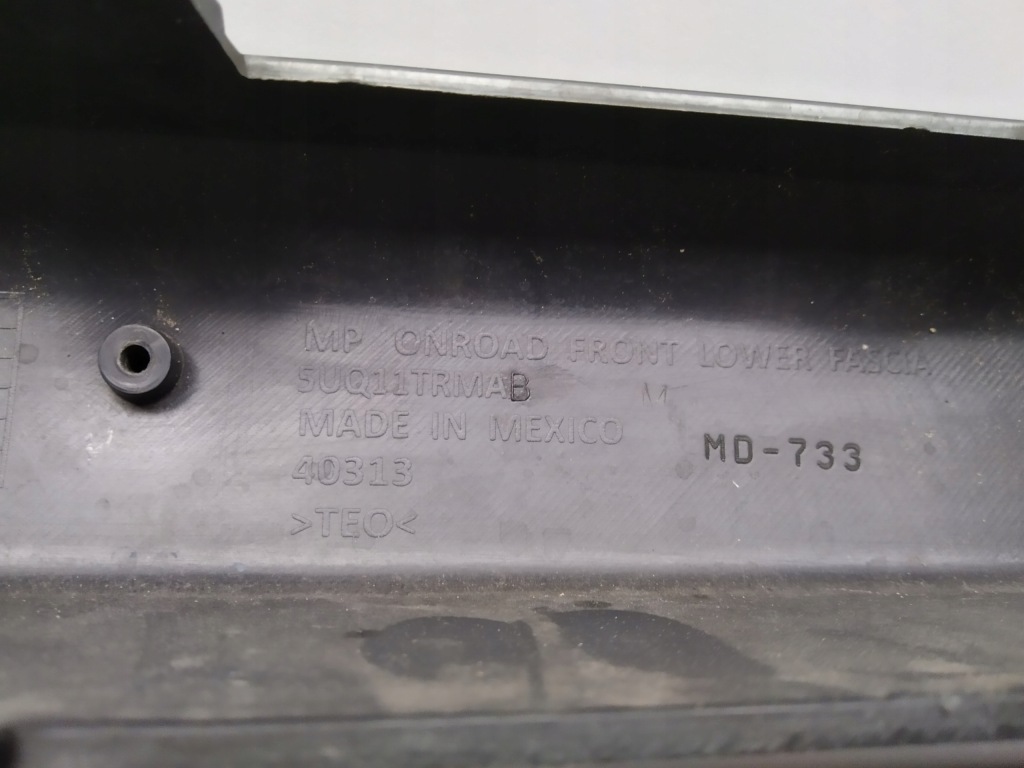 MP ONROAD FRONT LOWER FASCIA
5UQ11TRMAB M
MADE IN MEXICO
MD-733
40313
>TEO<